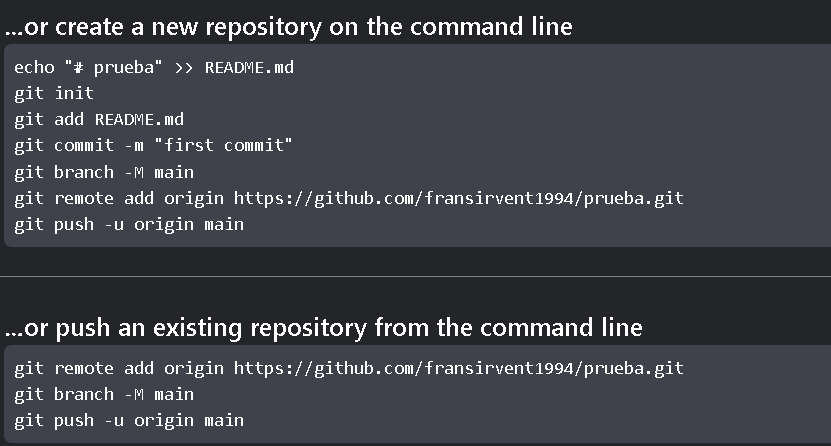 ...or create a new repository on the command line
echo "# prueba" >> README.md
git init
git add README.md
git commit -m "first commit"
git branch -M main
git remote add origin https://github.com/fransirvent1994/prueba.git
git push -u origin main
...or push an existing repository from the command line
git remote add origin https://github.com/fransirvent1994/prueba.git
git branch -M main
git push -u origin main